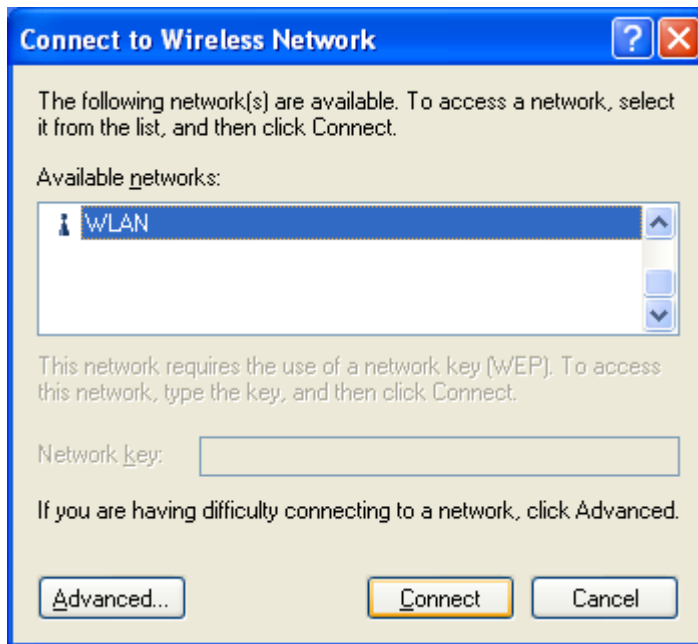 Connect to Wireless Network
The following network(s) are available. To access a network, select
it from the list, and then click Connect.
Available networks:
WLAN
This network requires the use of a network key (WEP). To access
this network, type the key, and then click Connect.
Network key:
If you are having difficulty connecting to a network, click Advanced.
Advanced... Connect Cancel